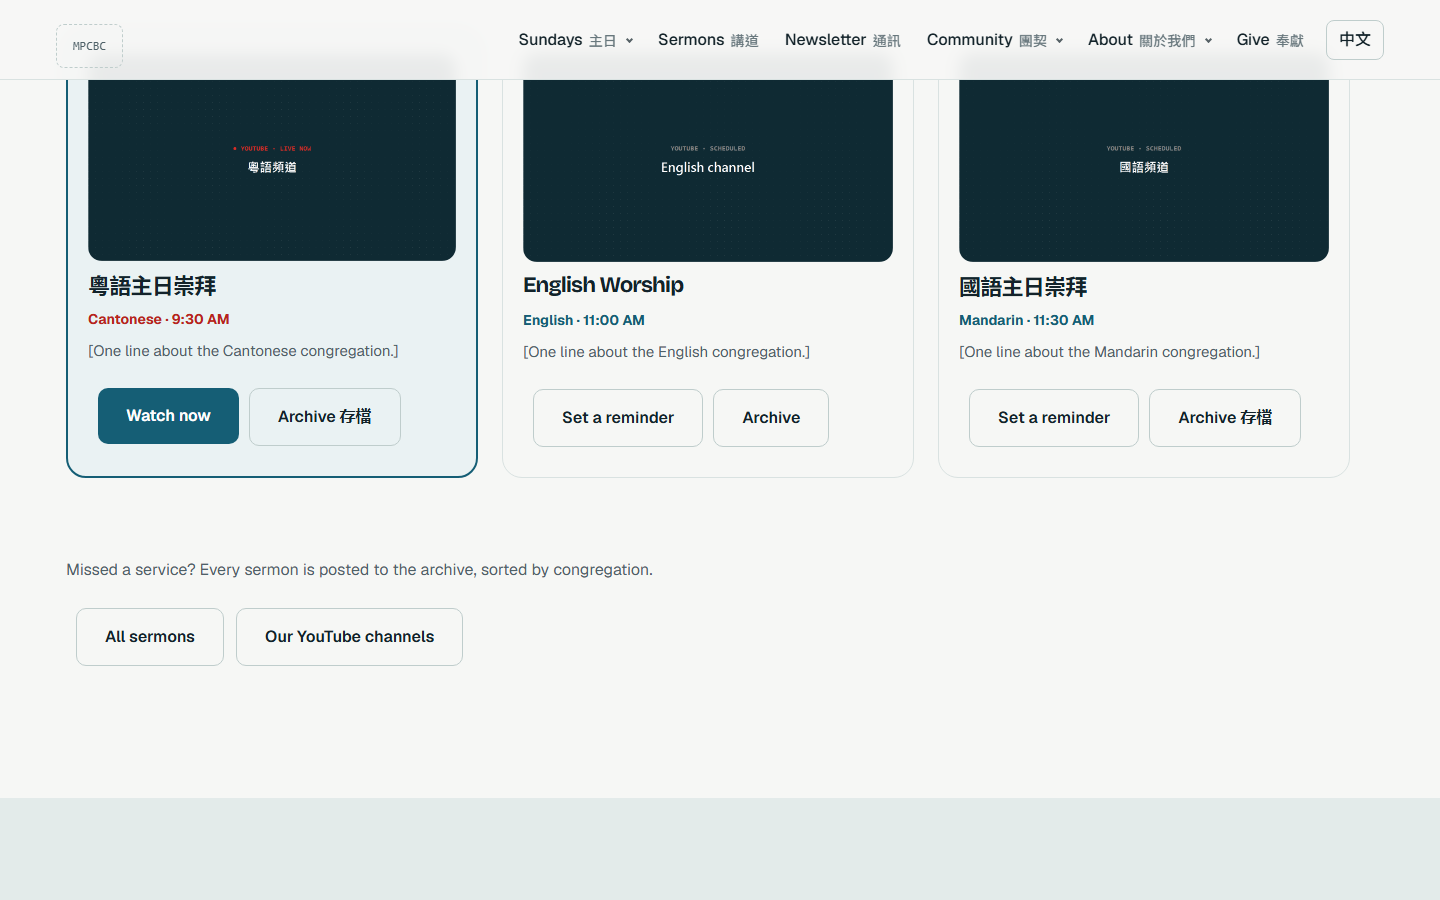 MPCBC
Sundays 主日
Sermons 講道
Newsletter 通訊
Community 團契
About 關於我們
Give 奉獻
中文
● YOUTUBE · LIVE NOW
粵語頻道
YOUTUBE · SCHEDULED
English channel
YOUTUBE · SCHEDULED
國語頻道
粵語主日崇拜
Cantonese · 9:30 AM
[One line about the Cantonese congregation.]
Watch now
Archive 存檔
English Worship
English · 11:00 AM
[One line about the English congregation.]
Set a reminder
Archive
國語主日崇拜
Mandarin · 11:30 AM
[One line about the Mandarin congregation.]
Set a reminder
Archive 存檔
Missed a service? Every sermon is posted to the archive, sorted by congregation.
All sermons
Our YouTube channels